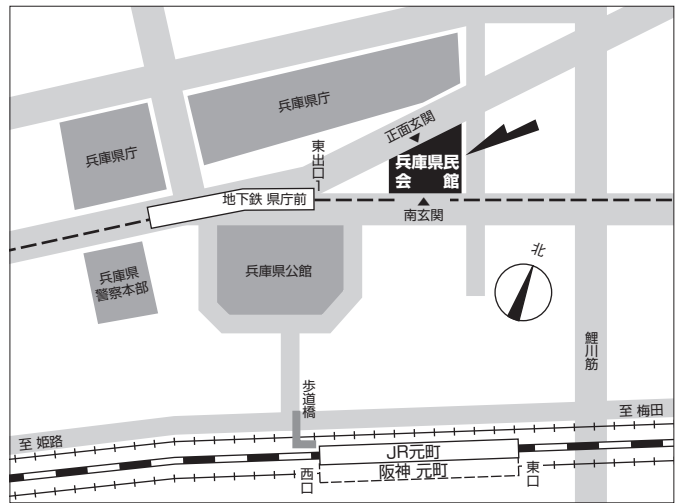 兵庫県庁
正面玄関
兵庫県庁
東出口1
兵庫県民
会館
地下鉄 県庁前
南玄関
北
兵庫県公館
兵庫県
警察本部
鯉川筋
歩道橋
至 梅田
至 姫路
JR元町
阪神 元町
西口
東口